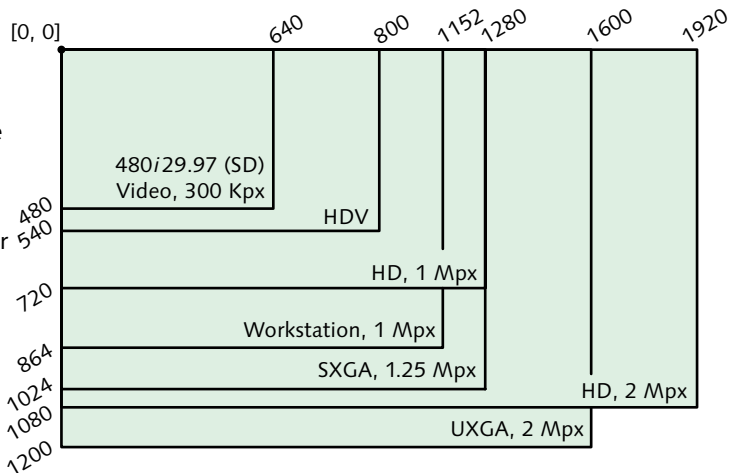 [0, 0]
640
800
1152
1280
1600
1920
e
480i29.97 (SD)
Video, 300 Kpx
480
HDV
r
540
HD, 1 Mpx
720
Workstation, 1 Mpx
864
SXGA, 1.25 Mpx
1024
HD, 2 Mpx
1080
UXGA, 2 Mpx
1200